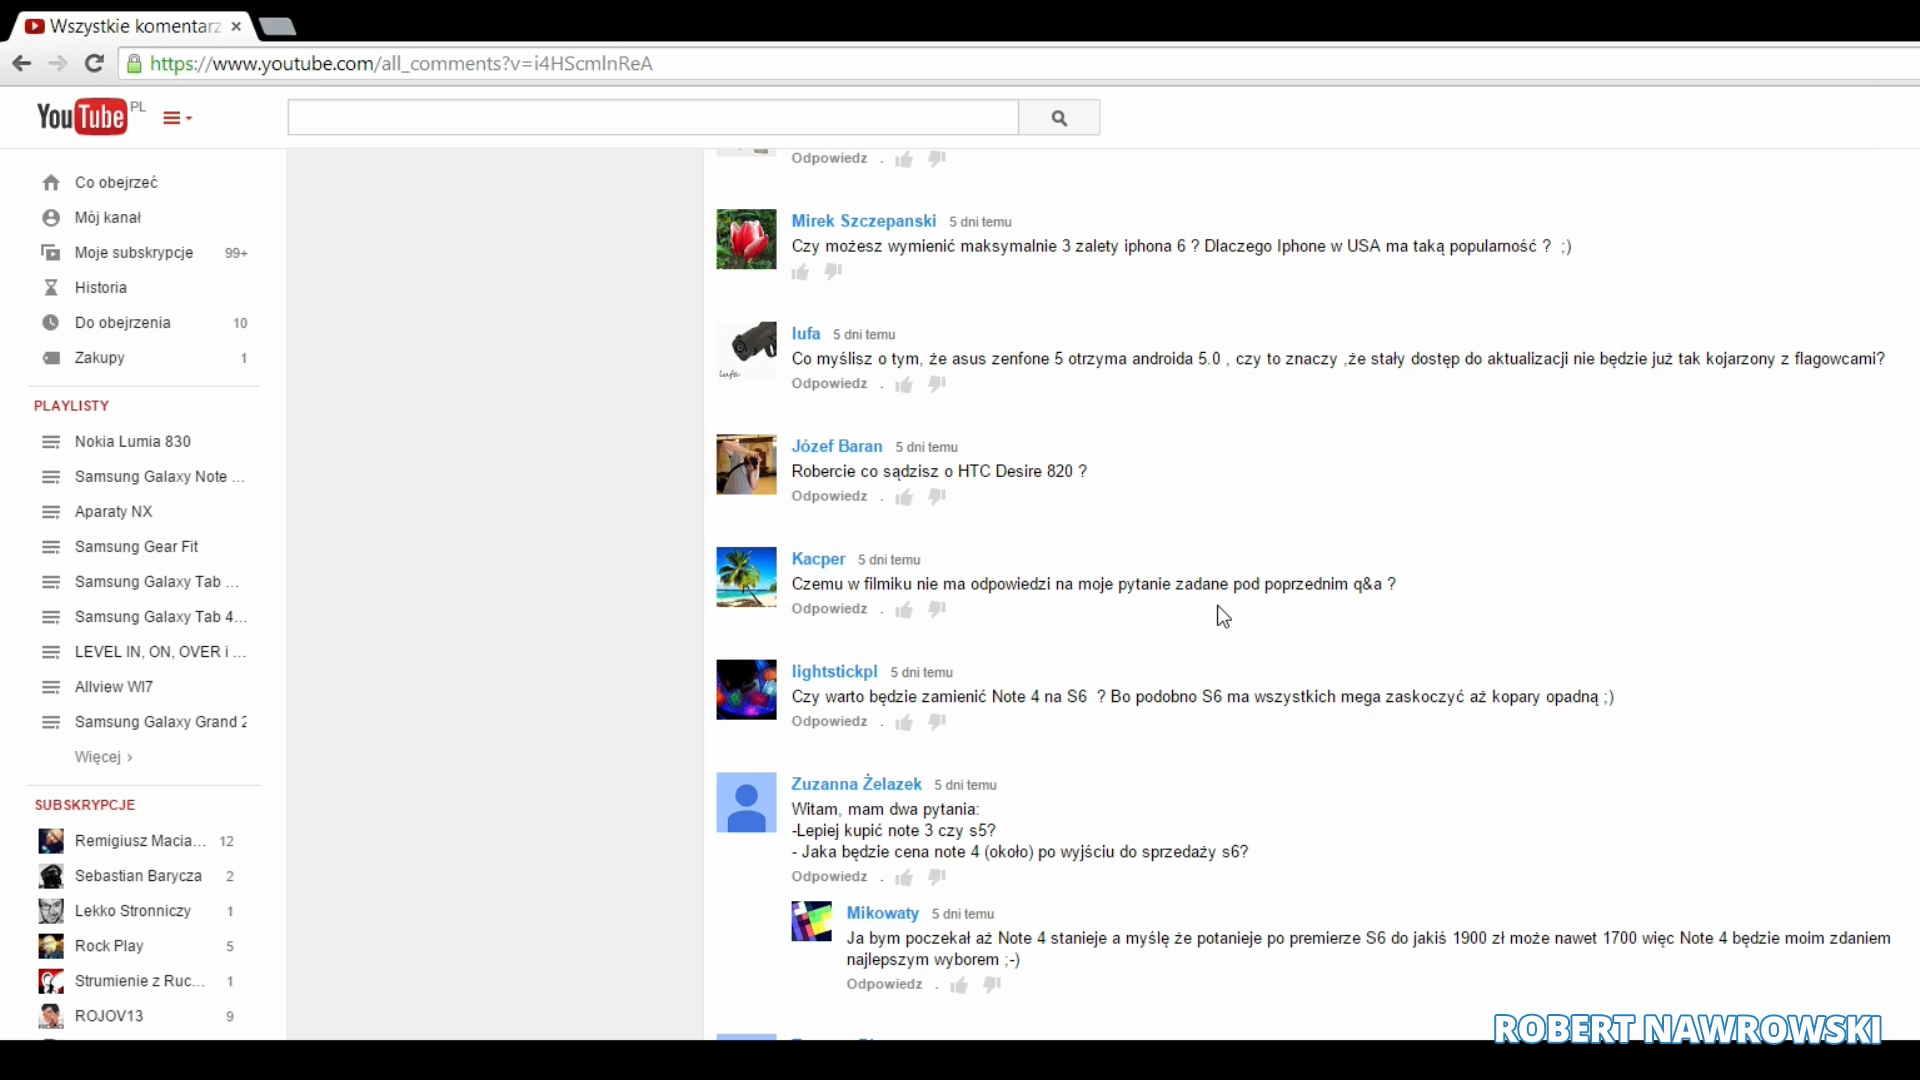 Wszystkie komentarz
https://www.youtube.com/all_comments?v=i4HScmlnReA
YouTube PL
Odpowiedz .
Co obejrzeć
Mój kanał
Moje subskrypcje 99+
Historia
Do obejrzenia 10
Zakupy 1
PLAYLISTY
Nokia Lumia 830
Samsung Galaxy Note ...
Aparaty NX
Samsung Gear Fit
Samsung Galaxy Tab ...
Samsung Galaxy Tab 4...
LEVEL IN, ON, OVER i ...
Allview WI7
Samsung Galaxy Grand 2
Więcej ›
SUBSKRYPCJE
Remigiusz Macia... 12
Sebastian Barycza 2
Lekko Stronniczy 1
Rock Play 5
Strumienie z Ruc... 1
ROJOV13 9
Mirek Szczepanski 5 dni temu
Czy możesz wymienić maksymalnie 3 zalety iphona 6 ? Dlaczego Iphone w USA ma taką popularność ? ;)
lufa 5 dni temu
Co myślisz o tym, że asus zenfone 5 otrzyma androida 5.0 , czy to znaczy ,że stały dostęp do aktualizacji nie będzie już tak kojarzony z flagowcami?
lufa
Odpowiedz .
Józef Baran 5 dni temu
Robercie co sądzisz o HTC Desire 820 ?
Odpowiedz .
Kacper 5 dni temu
Czemu w filmiku nie ma odpowiedzi na moje pytanie zadane pod poprzednim q&a ?
Odpowiedz .
lightstickpl 5 dni temu
Czy warto będzie zamienić Note 4 na S6 ? Bo podobno S6 ma wszystkich mega zaskoczyć aż kopary opadną ;)
Odpowiedz .
Zuzanna Żelazek 5 dni temu
Witam, mam dwa pytania:
-Lepiej kupić note 3 czy s5?
- Jaka będzie cena note 4 (około) po wyjściu do sprzedaży s6?
Odpowiedz .
Mikowaty 5 dni temu
Ja bym poczekał aż Note 4 stanieje a myślę że potanieje po premierze S6 do jakiś 1900 zł może nawet 1700 więc Note 4 będzie moim zdaniem
najlepszym wyborem ;-)
Odpowiedz .
ROBERT NAWROWSKI